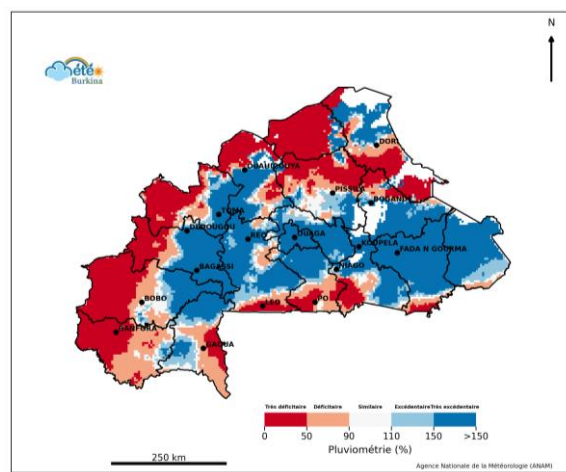 N
Météo
Burkina
DORI
OUAHIGOUYA
PISSILA
BOGANDE
TOMA
DEDOUGOU
REO
OUAGA
KOUPELA
FADA N GOURMA
NIAGO
BAGASSI
BOBO
LEO
PO
BANFORA
GAOUA
Très déficitaire Déficitaire Similaire Excédentaire Très excédentaire
0 50 90 110 150 >150
Pluviométrie (%)
250 km
Agence Nationale de la Météorologie (ANAM)